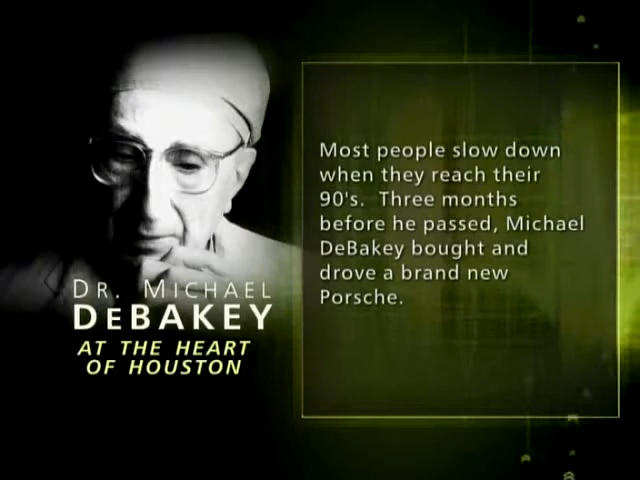 DR. MICHAEL
DEBAKEY
AT THE HEART
OF HOUSTON
Most people slow down
when they reach their
90's.  Three months
before he passed, Michael
DeBakey bought and
drove a brand new
Porsche.